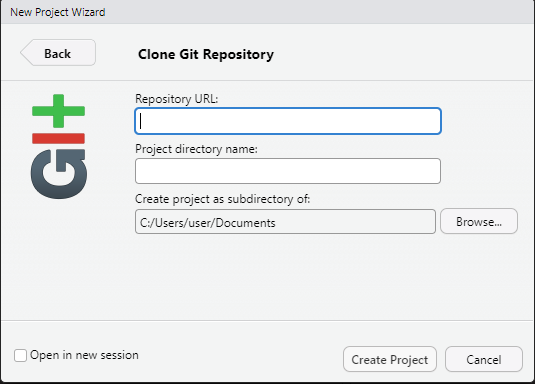 New Project Wizard
Back
Clone Git Repository
Repository URL:
git
Project directory name:
Create project as subdirectory of:
C:/Users/user/Documents
Browse...
Open in new session
Create Project
Cancel